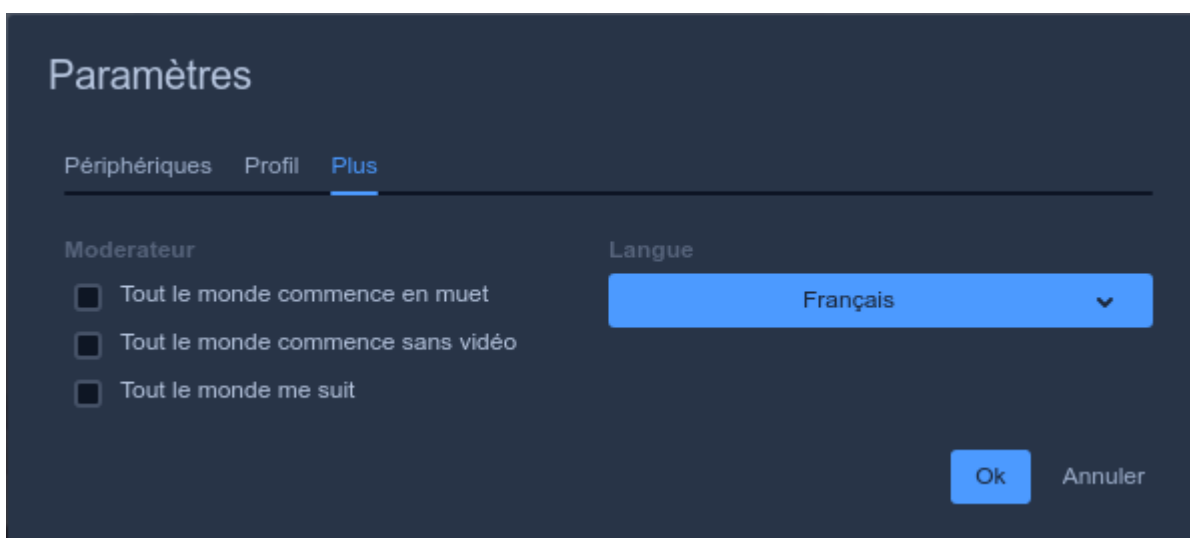 Paramètres
Périphériques Profil Plus
Moderateur
Tout le monde commence en muet
Tout le monde commence sans vidéo
Tout le monde me suit
Langue
Français
Ok Annuler